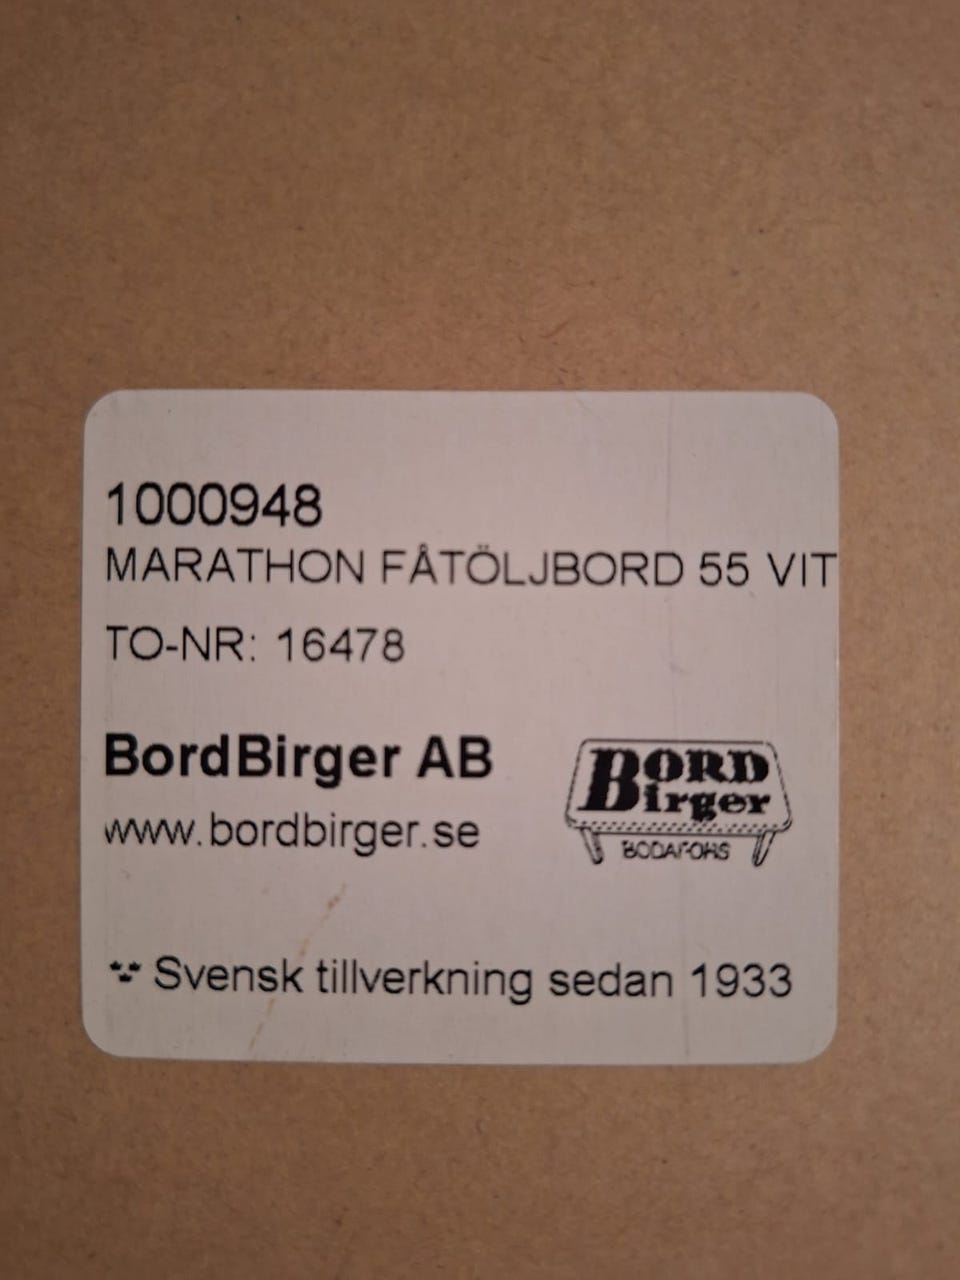 1000948
MARATHON FÅTÖLJBORD 55 VIT
TO-NR: 16478
BordBirger AB
www.bordbirger.se
BORD
Birger
BODAFORS
Svensk tillverkning sedan 1933